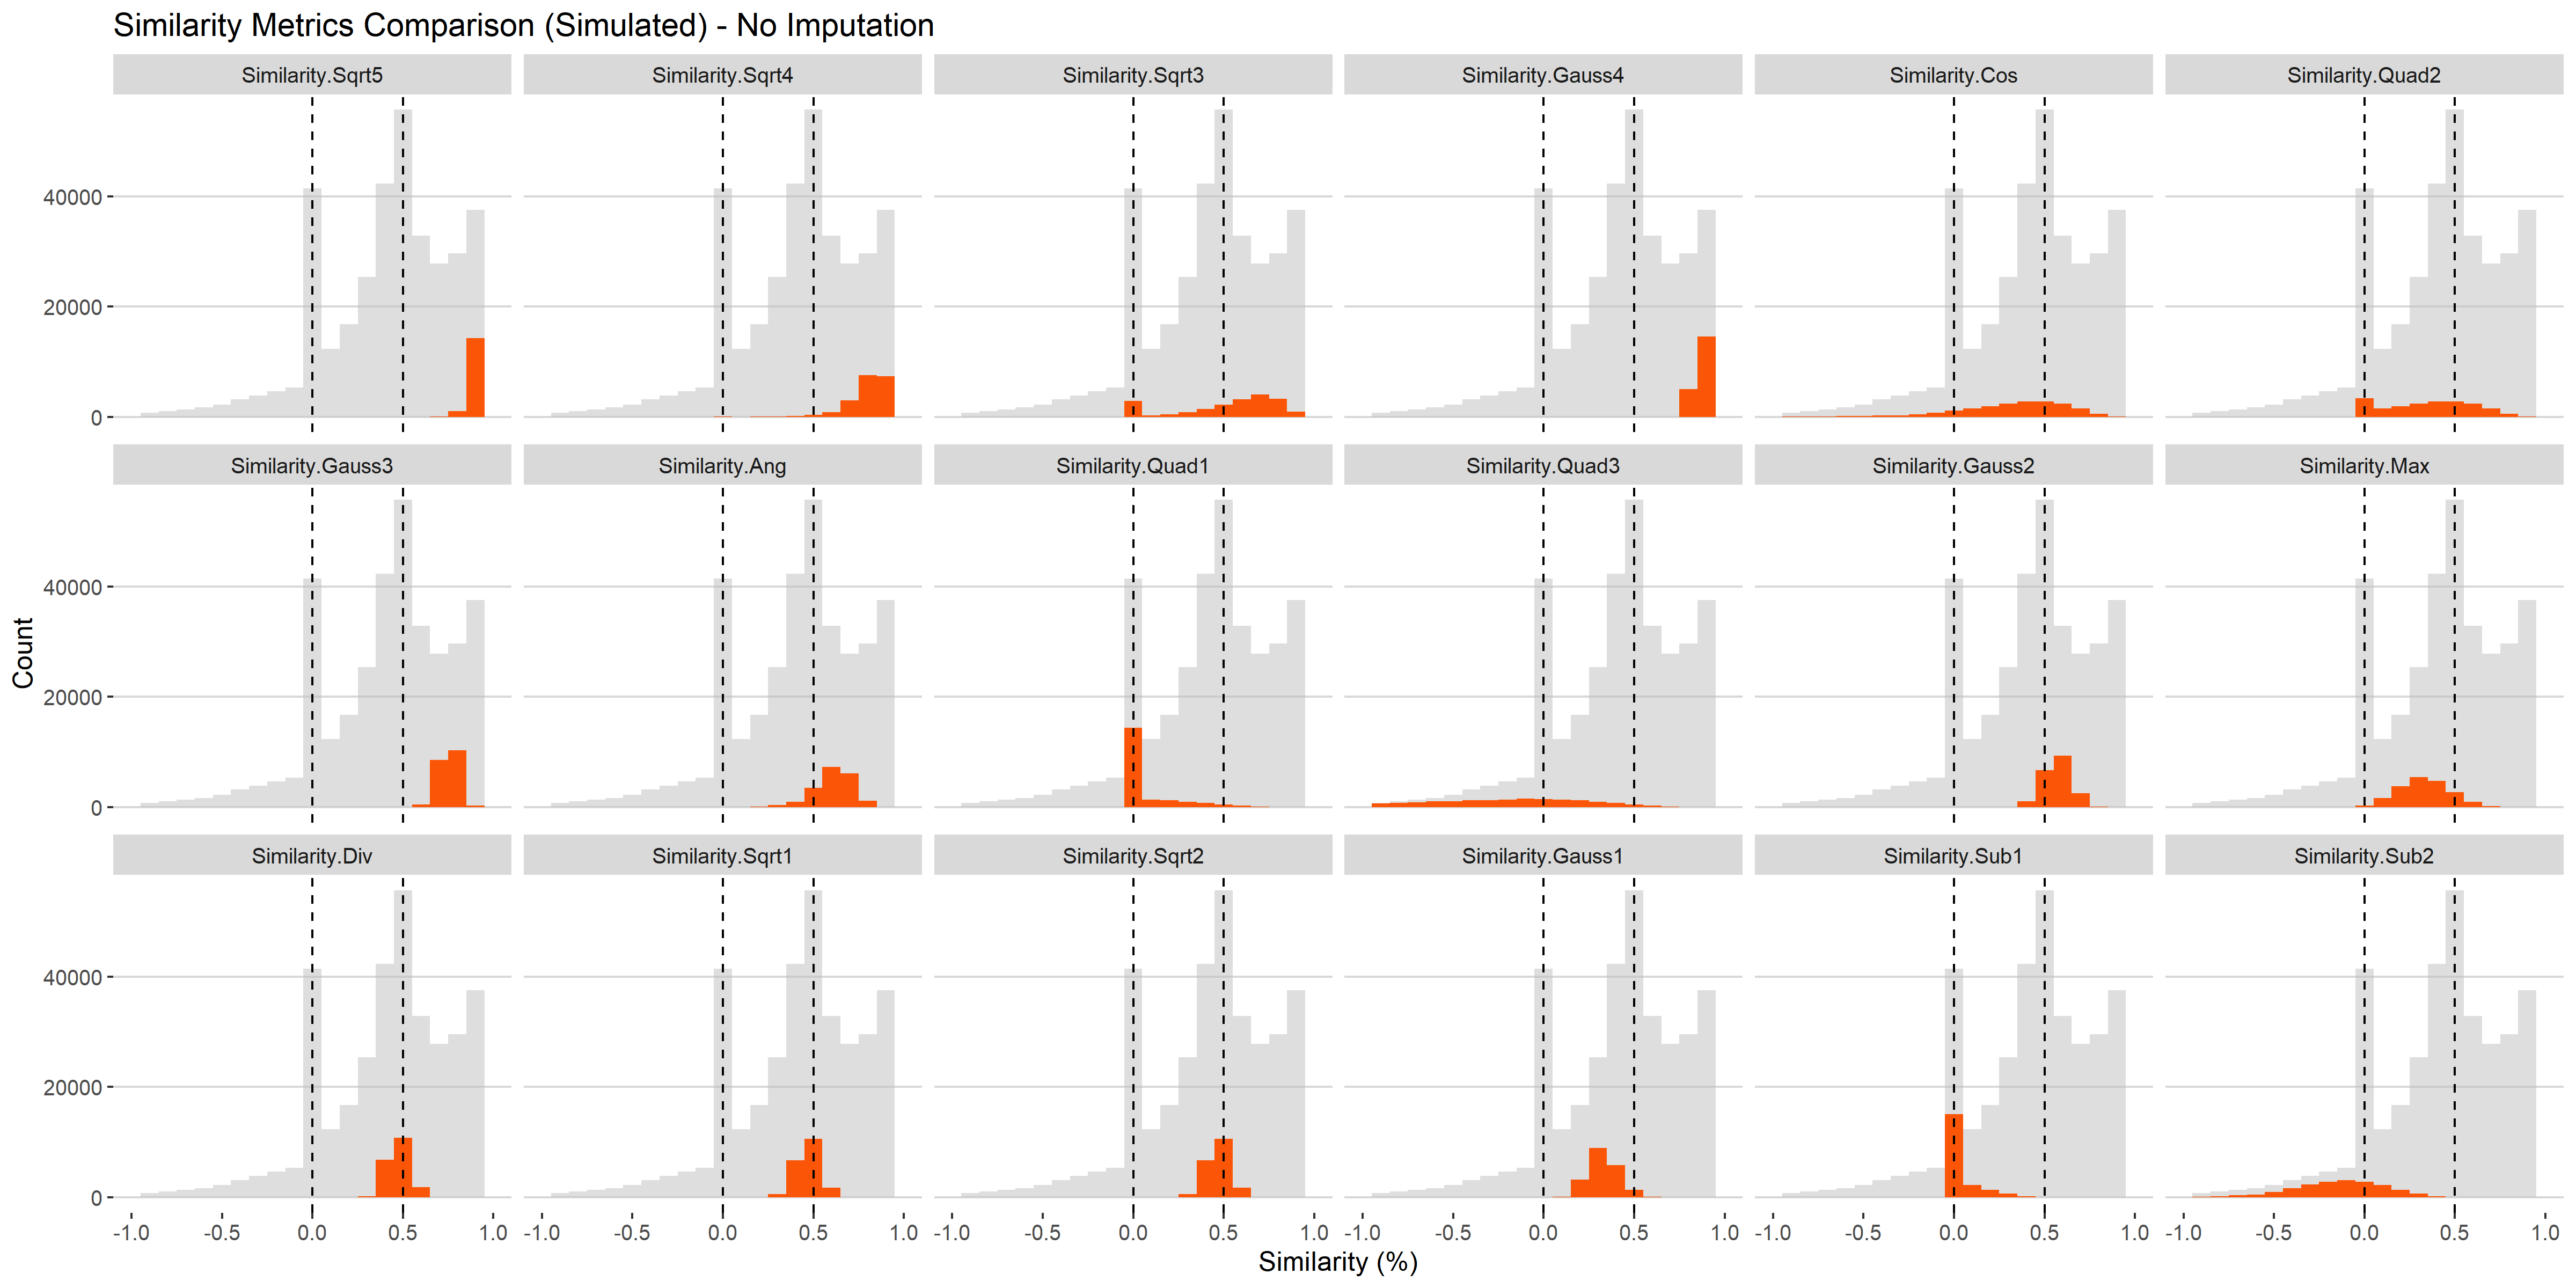 Similarity Metrics Comparison (Simulated) - No Imputation
Similarity.Sqrt5
Similarity.Sqrt4
Similarity.Sqrt3
Similarity.Gauss4
Similarity.Cos
Similarity.Quad2
40000
20000
0
Similarity.Gauss3
Similarity.Ang
Similarity.Quad1
Similarity.Quad3
Similarity.Gauss2
Similarity.Max
40000
20000
0
Count
Similarity.Div
Similarity.Sqrt1
Similarity.Sqrt2
Similarity.Gauss1
Similarity.Sub1
Similarity.Sub2
40000
20000
0
-1.0 -0.5 0.0 0.5 1.0
-1.0 -0.5 0.0 0.5 1.0
-1.0 -0.5 0.0 0.5 1.0
-1.0 -0.5 0.0 0.5 1.0
-1.0 -0.5 0.0 0.5 1.0
-1.0 -0.5 0.0 0.5 1.0
Similarity (%)